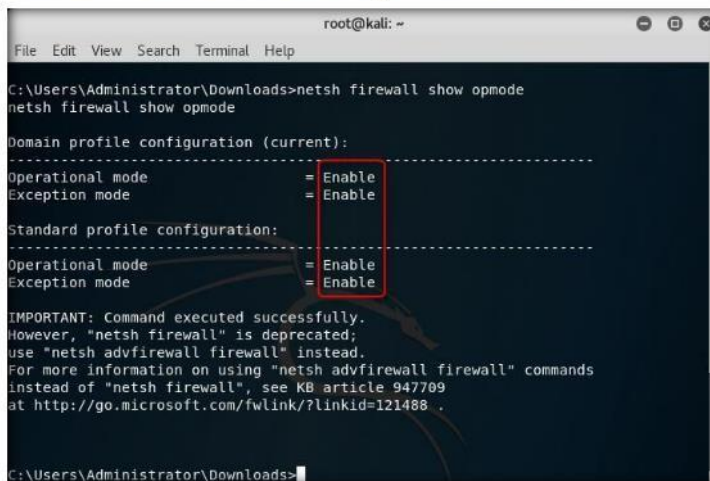 root@kali: ~
File Edit View Search Terminal Help
C:\Users\Administrator\Downloads>netsh firewall show opmode
netsh firewall show opmode
Domain profile configuration (current):
-------------------------------------------------------------------
Operational mode = Enable
Exception mode = Enable
Standard profile configuration:
-------------------------------------------------------------------
Operational mode = Enable
Exception mode = Enable
IMPORTANT: Command executed successfully.
However, "netsh firewall" is deprecated;
use "netsh advfirewall firewall" instead.
For more information on using "netsh advfirewall firewall" commands
instead of "netsh firewall", see KB article 947709
at http://go.microsoft.com/fwlink/?linkid=121488 .
C:\Users\Administrator\Downloads>